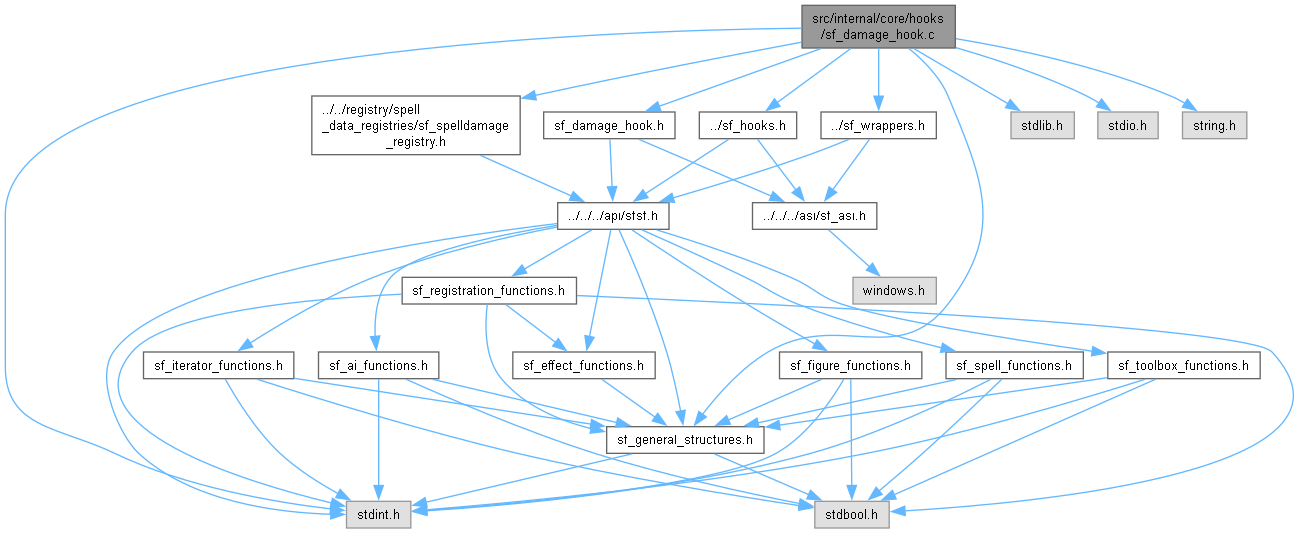 src/internal/core/hooks
/sf_damage_hook.c
../../registry/spell
_data_registries/sf_spelldamage
_registry.h
sf_damage_hook.h
../sf_hooks.h
../sf_wrappers.h
stdlib.h
stdio.h
string.h
../../../api/sfsf.h
../../../asi/sf_asi.h
windows.h
sf_registration_functions.h
sf_iterator_functions.h
sf_ai_functions.h
sf_effect_functions.h
sf_figure_functions.h
sf_spell_functions.h
sf_toolbox_functions.h
sf_general_structures.h
stdint.h
stdbool.h